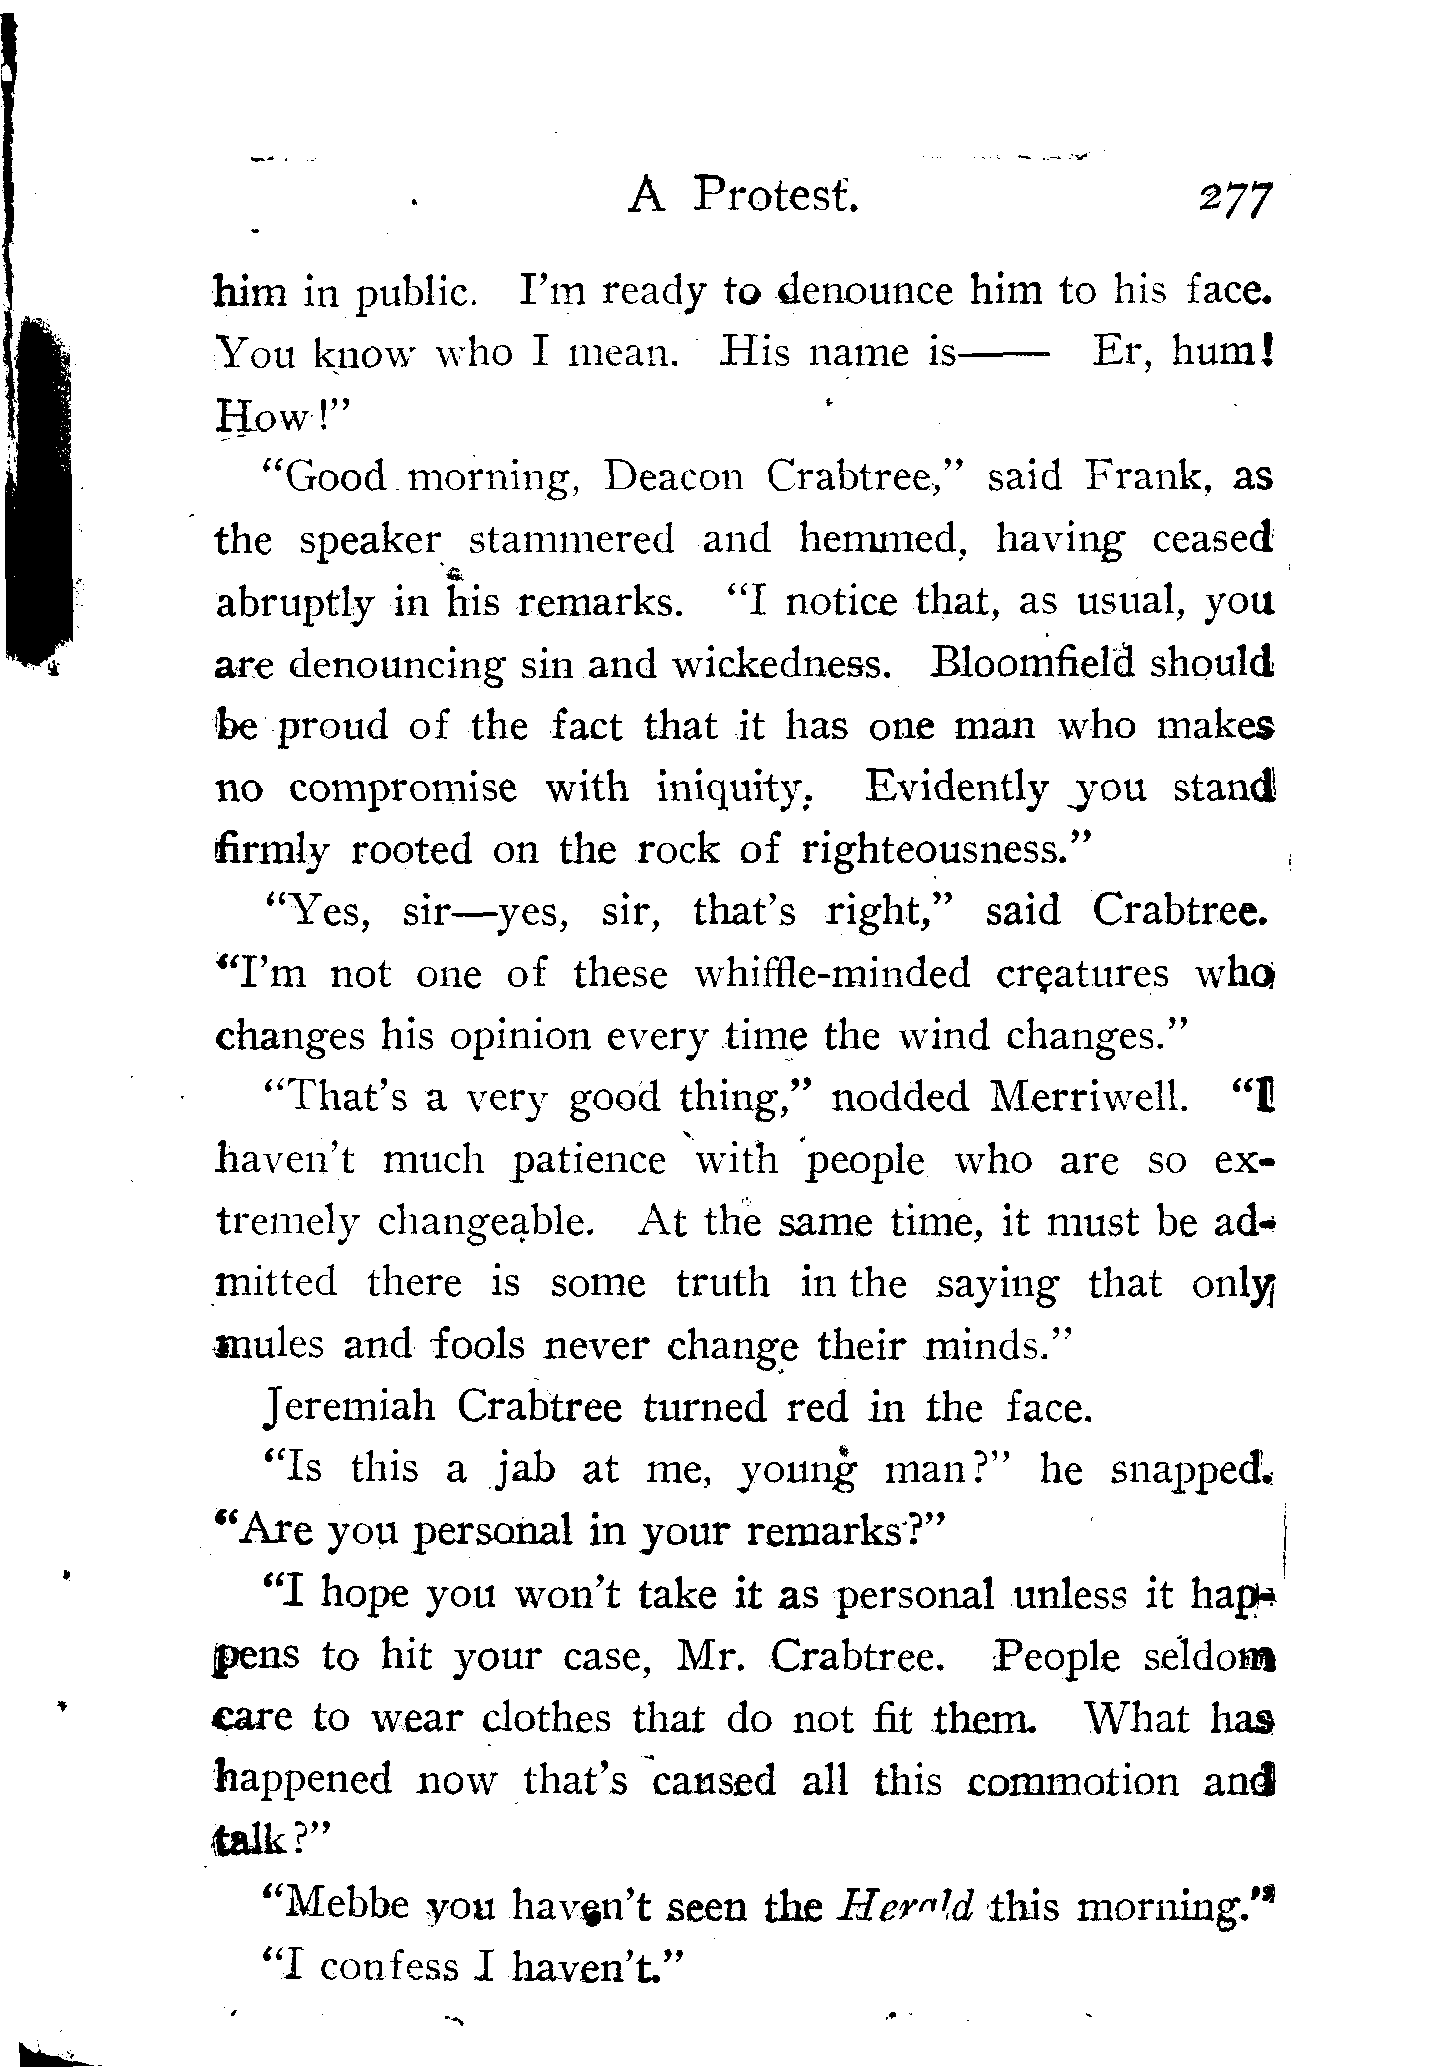 A Protest. 277
him in public. I'm ready to denounce him to his face.
You know who I mean. His name is—— Er, hum!
How!"
"Good morning, Deacon Crabtree," said Frank, as
the speaker stammered and hemmed, having ceased
abruptly in his remarks. "I notice that, as usual, you
are denouncing sin and wickedness. Bloomfield should
be proud of the fact that it has one man who makes
no compromise with iniquity. Evidently you stand
firmly rooted on the rock of righteousness."
"Yes, sir—yes, sir, that's right," said Crabtree.
"I'm not one of these whiffle-minded creatures who
changes his opinion every time the wind changes."
"That's a very good thing," nodded Merriwell. "I
haven't much patience with people who are so ex-
tremely changeable. At the same time, it must be ad-
mitted there is some truth in the saying that only
mules and fools never change their minds."
Jeremiah Crabtree turned red in the face.
"Is this a jab at me, young man?" he snapped.
"Are you personal in your remarks?"
"I hope you won't take it as personal unless it hap-
pens to hit your case, Mr. Crabtree. People seldom
care to wear clothes that do not fit them. What has
happened now that's caused all this commotion and
talk?"
"Mebbe you haven't seen the Herald this morning."
"I confess I haven't."